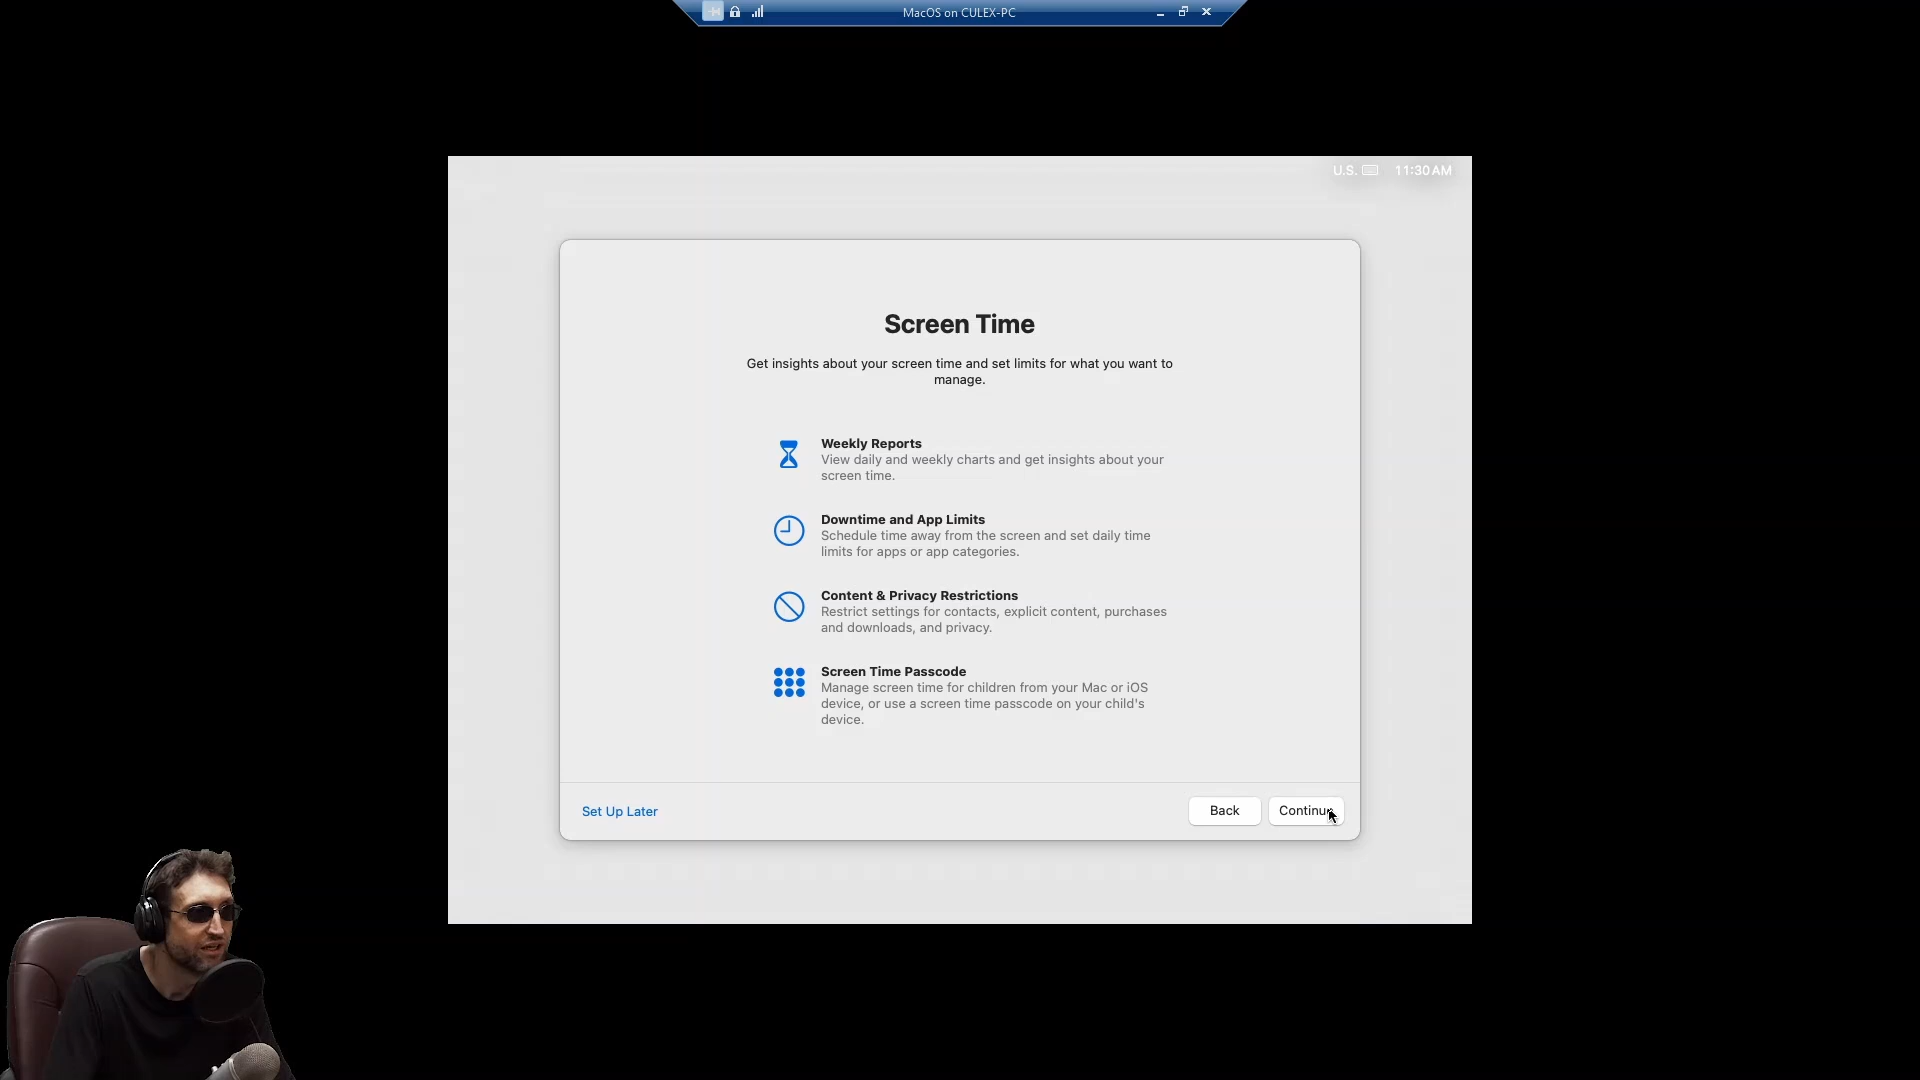 MacOS on CULEX-PC
U.S. 11:30 AM
Screen Time
Get insights about your screen time and set limits for what you want to
manage.
Weekly Reports
View daily and weekly charts and get insights about your
screen time.
Downtime and App Limits
Schedule time away from the screen and set daily time
limits for apps or app categories.
Content & Privacy Restrictions
Restrict settings for contacts, explicit content, purchases
and downloads, and privacy.
Screen Time Passcode
Manage screen time for children from your Mac or iOS
device, or use a screen time passcode on your child's
device.
Set Up Later
Back
Continue